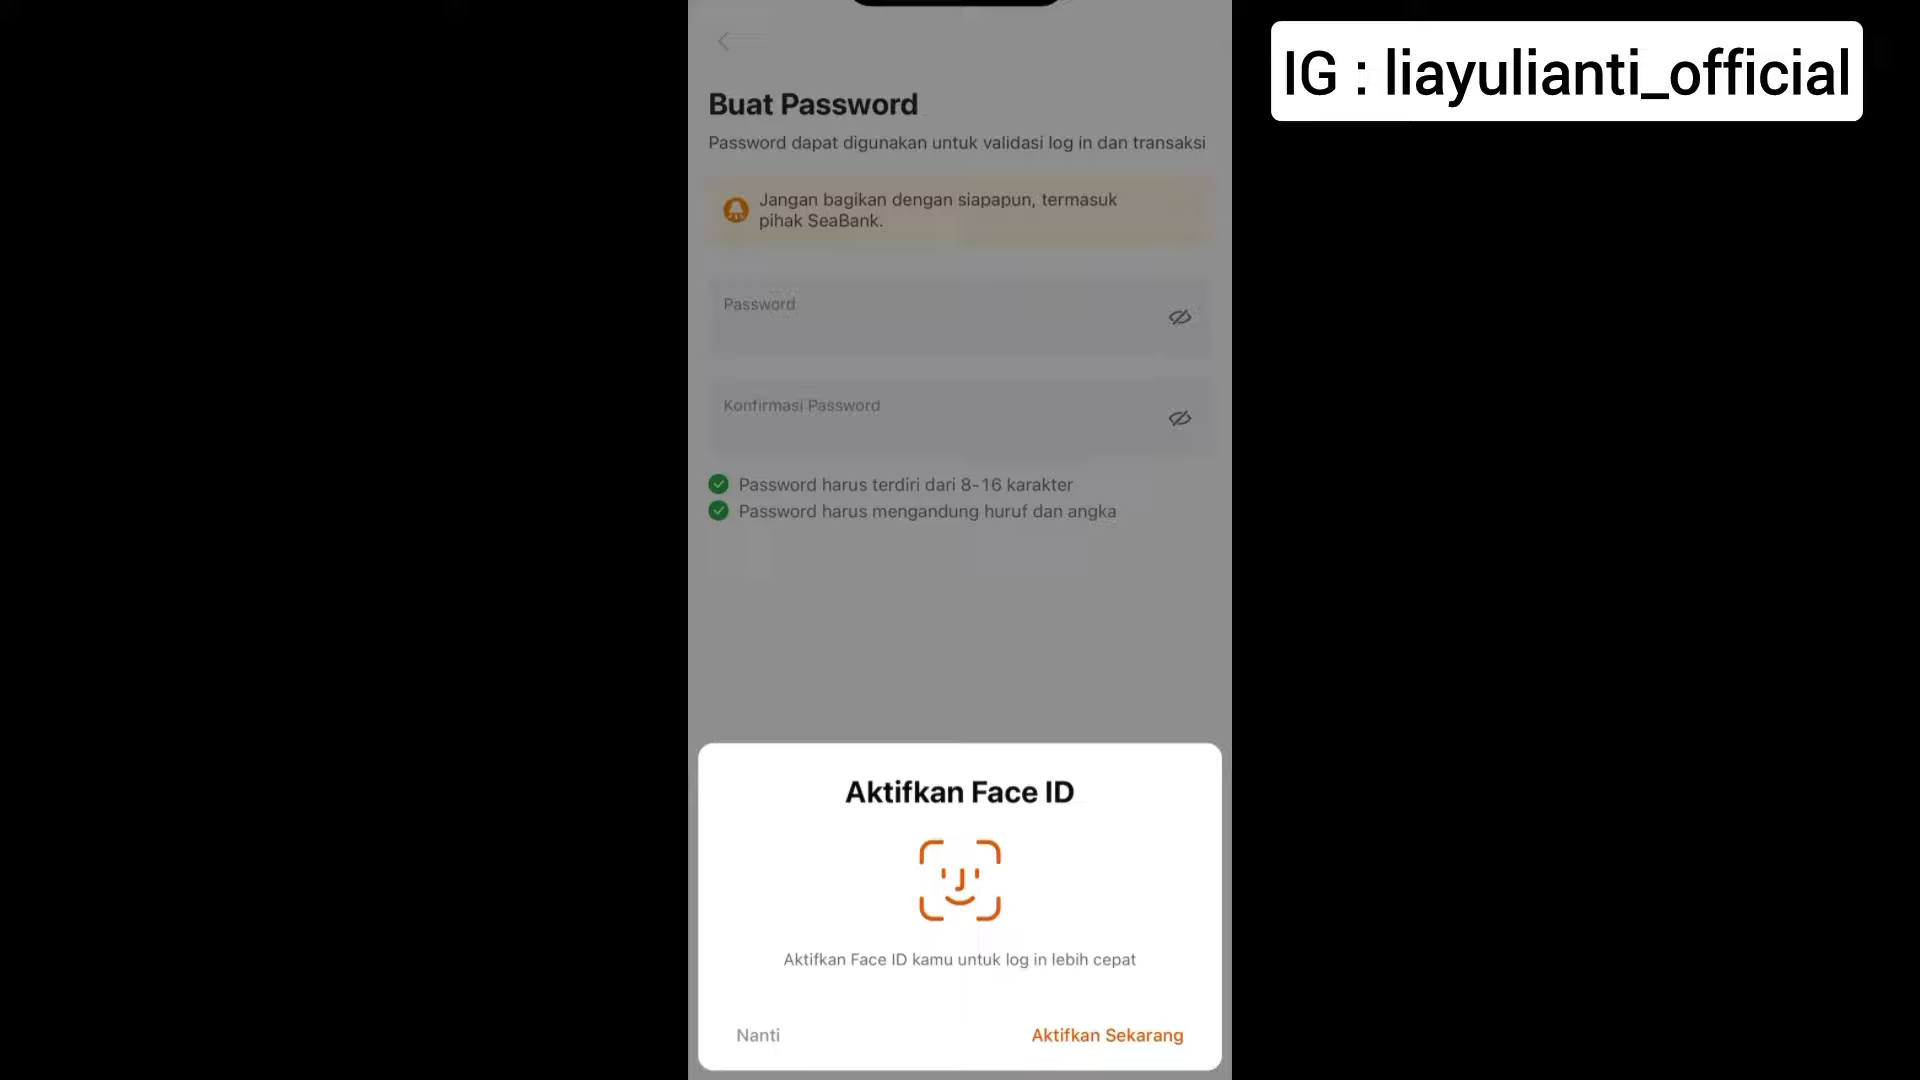 IG : liayulianti_official
Buat Password
Password dapat digunakan untuk validasi log in dan transaksi
Jangan bagikan dengan siapapun, termasuk
pihak SeaBank.
Password
Konfirmasi Password
Password harus terdiri dari 8-16 karakter
Password harus mengandung huruf dan angka
Aktifkan Face ID
Aktifkan Face ID kamu untuk log in lebih cepat
Nanti
Aktifkan Sekarang